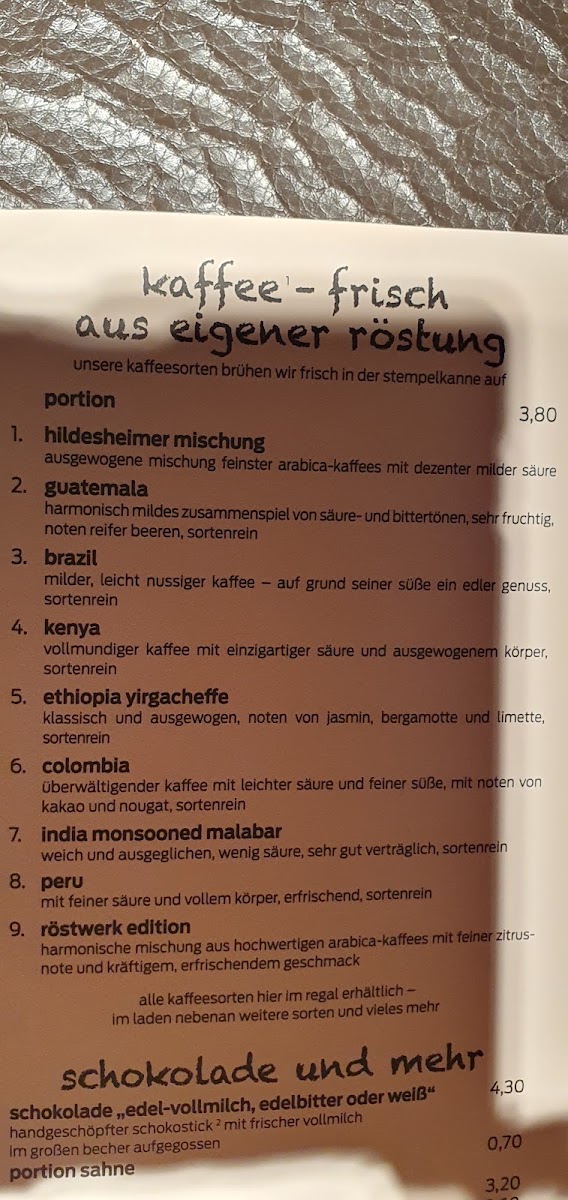 kaffee ¹ – frisch
aus eigener röstung
unsere kaffeesorten brühen wir frisch in der stempelkanne auf
portion 3,80
1. hildesheimer mischung
ausgewogene mischung feinster arabica-kaffees mit dezenter milder säure
2. guatemala
harmonisch mildes zusammenspiel von säure- und bittertönen, sehr fruchtig,
noten reifer beeren, sortenrein
3. brazil
milder, leicht nussiger kaffee – auf grund seiner süße ein edler genuss,
sortenrein
4. kenya
vollmundiger kaffee mit einzigartiger säure und ausgewogenem körper,
sortenrein
5. ethiopia yirgacheffe
klassisch und ausgewogen, noten von jasmin, bergamotte und limette,
sortenrein
6. colombia
überwältigender kaffee mit leichter säure und feiner süße, mit noten von
kakao und nougat, sortenrein
7. india monsooned malabar
weich und ausgeglichen, wenig säure, sehr gut verträglich, sortenrein
8. peru
mit feiner säure und vollem körper, erfrischend, sortenrein
9. röstwerk edition
harmonische mischung aus hochwertigen arabica-kaffees mit feiner zitrus-
note und kräftigem, erfrischendem geschmack
alle kaffeesorten hier im regal erhältlich –
im laden nebenan weitere sorten und vieles mehr
schokolade und mehr
schokolade „edel-vollmilch, edelbitter oder weiß“ 4,30
handgeschöpfter schokostick ² mit frischer vollmilch
im großen becher aufgegossen
portion sahne 0,70
3,20